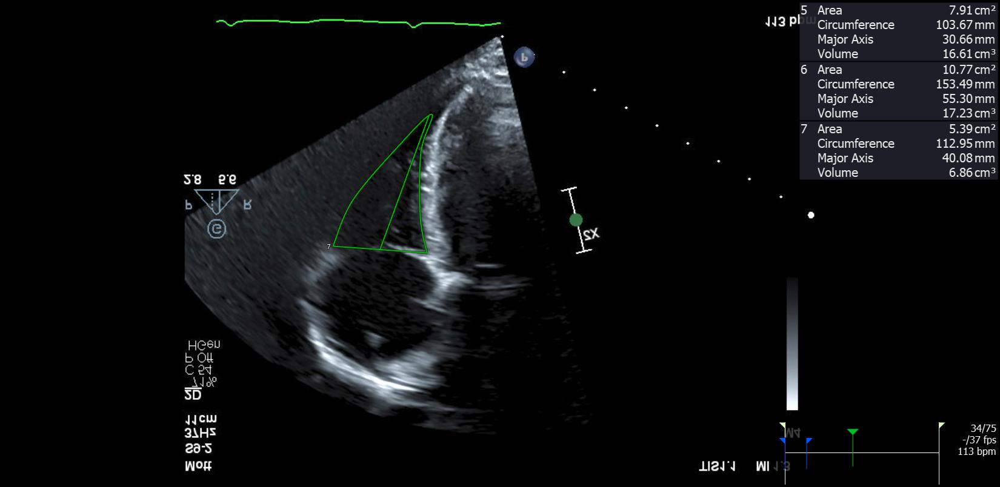 113 bpm
5 Area 7.91 cm²
Circumference 103.67 mm
Major Axis 30.66 mm
Volume 16.61 cm³
6 Area 10.77 cm²
Circumference 153.49 mm
Major Axis 55.30 mm
Volume 17.23 cm³
7 Area 5.39 cm²
Circumference 112.95 mm
Major Axis 40.08 mm
Volume 6.86 cm³
P
2.8 5.6
P R
G
2X
7
HGen
P Off
C 54
71%
2D
11cm
37Hz
S9-2
Mott
M4
TIS1.1 MI 1.3
34/75
-/37 fps
113 bpm